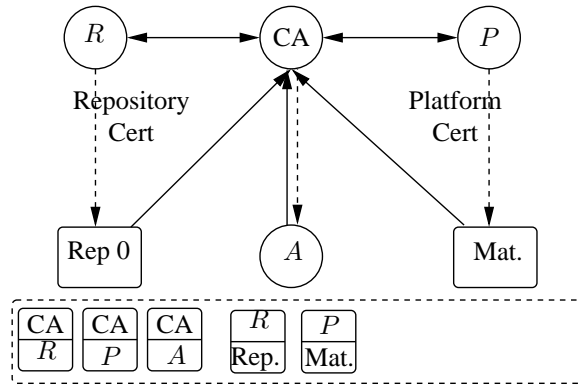 R CA P
Repository Platform
Cert Cert
Rep 0 A Mat.
CA CA CA R P
R P A Rep. Mat.